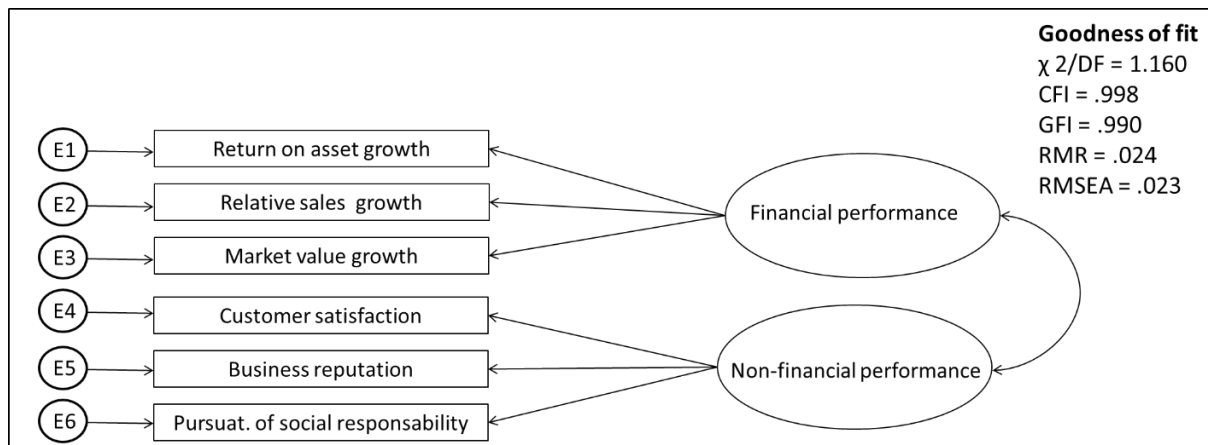 Goodness of fit
χ 2/DF = 1.160
CFI = .998
GFI = .990
RMR = .024
RMSEA = .023
E1
Return on asset growth
E2
Relative sales growth
E3
Market value growth
E4
Customer satisfaction
E5
Business reputation
E6
Pursuat. of social responsability
Financial performance
Non-financial performance